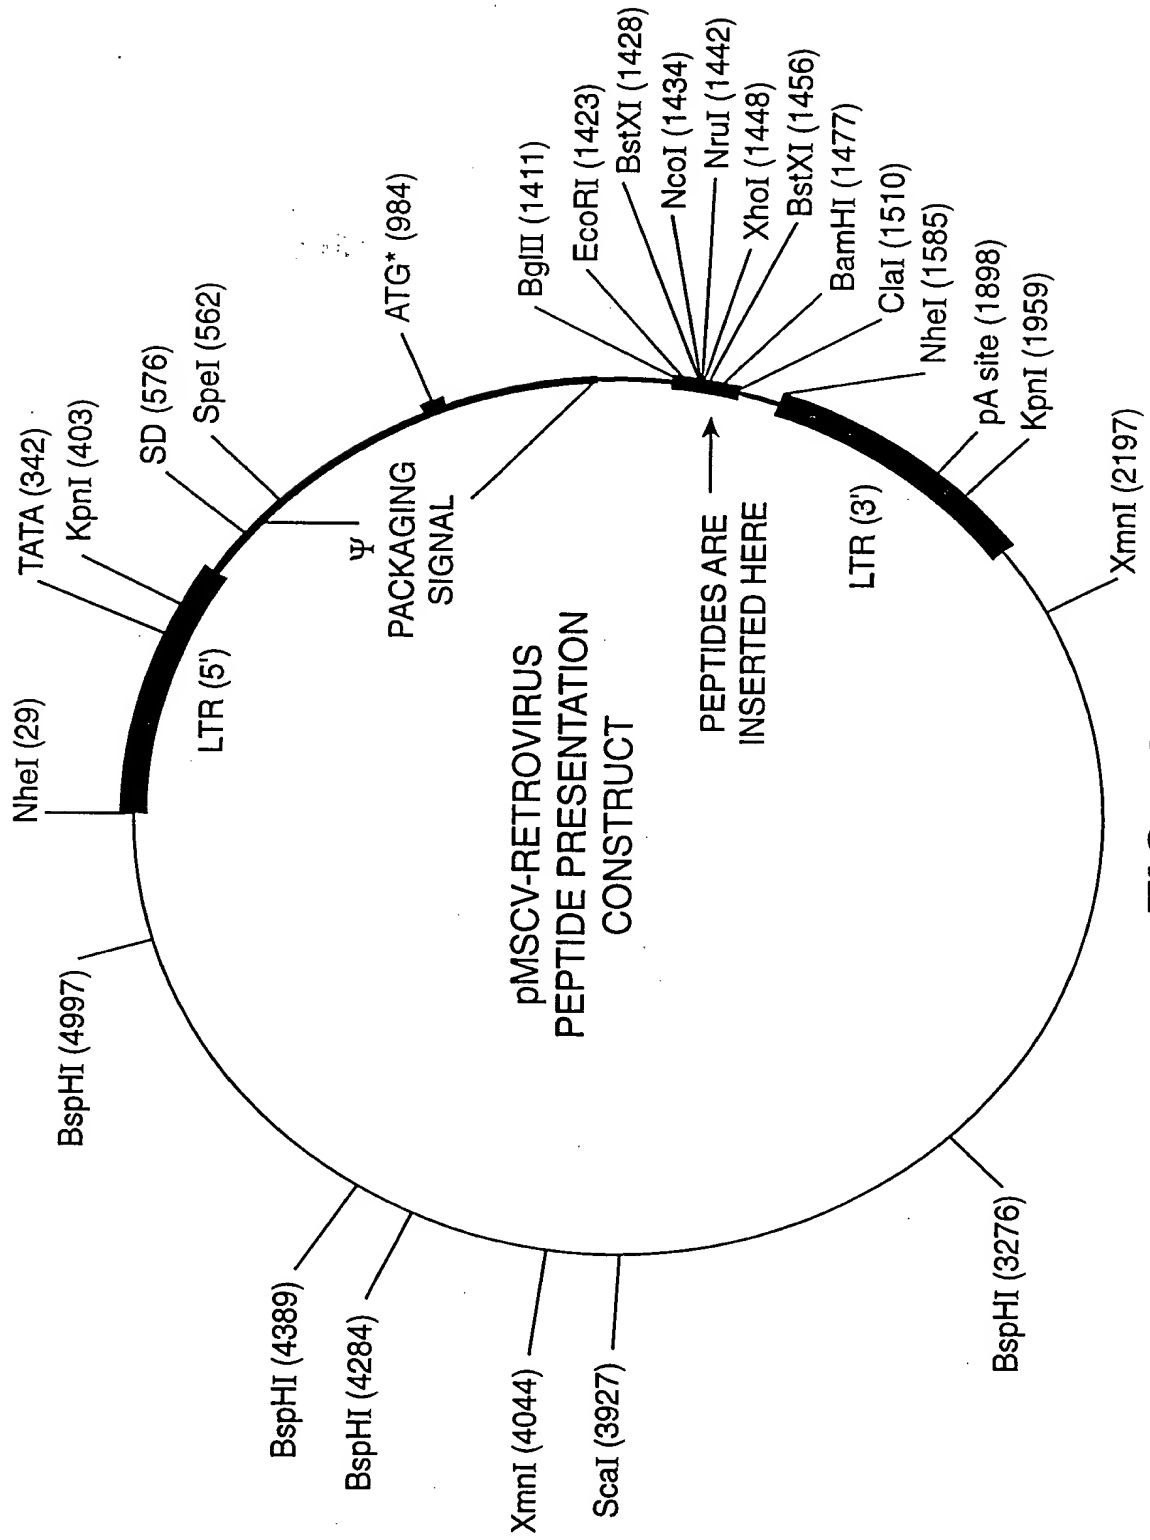 NheI (29)
TATA (342)
KpnI (403)
SD (576)
SpeI (562)
ATG* (984)
BglII (1411)
EcoRI (1423)
BstXI (1428)
NcoI (1434)
NruI (1442)
XhoI (1448)
BstXI (1456)
BamHI (1477)
ClaI (1510)
NheI (1585)
pA site (1898)
KpnI (1959)
XmnI (2197)
BspHI (3276)
ScaI (3927)
XmnI (4044)
BspHI (4284)
BspHI (4389)
BspHI (4997)
LTR (5')
Ψ
PACKAGING
SIGNAL
pMSCV-RETROVIRUS
PEPTIDE PRESENTATION
CONSTRUCT
PEPTIDES ARE
INSERTED HERE
LTR (3')